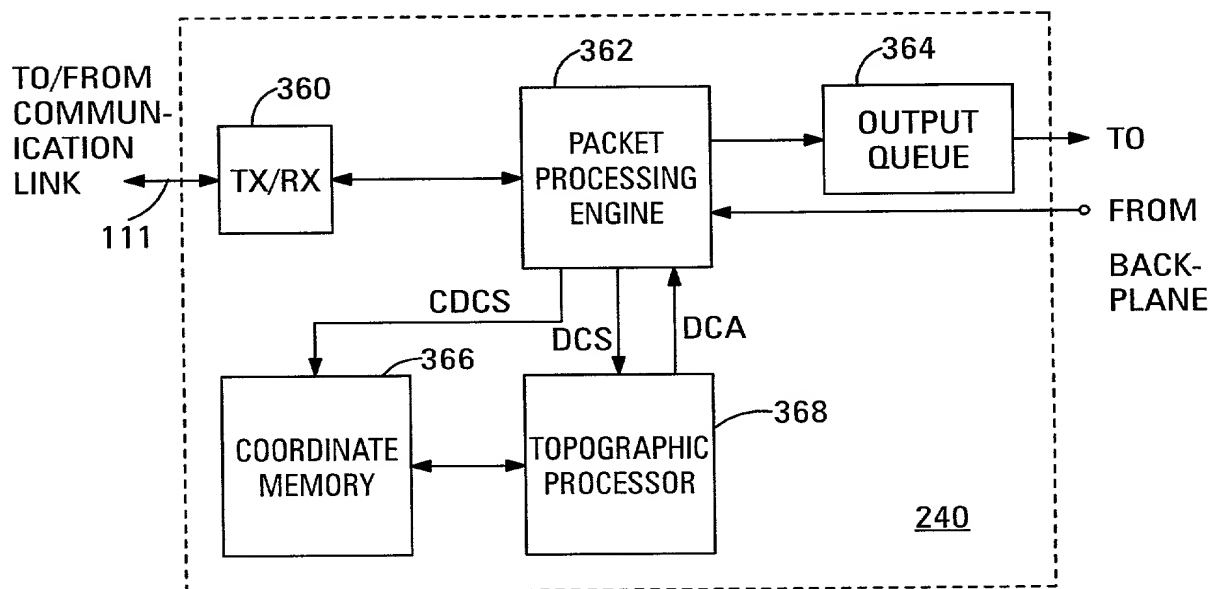 TO/FROM
COMMUN-
ICATION
LINK
111
360
TX/RX
362
PACKET
PROCESSING
ENGINE
364
OUTPUT
QUEUE
TO
FROM
BACK-
PLANE
CDCS
DCS
DCA
366
COORDINATE
MEMORY
368
TOPOGRAPHIC
PROCESSOR
240